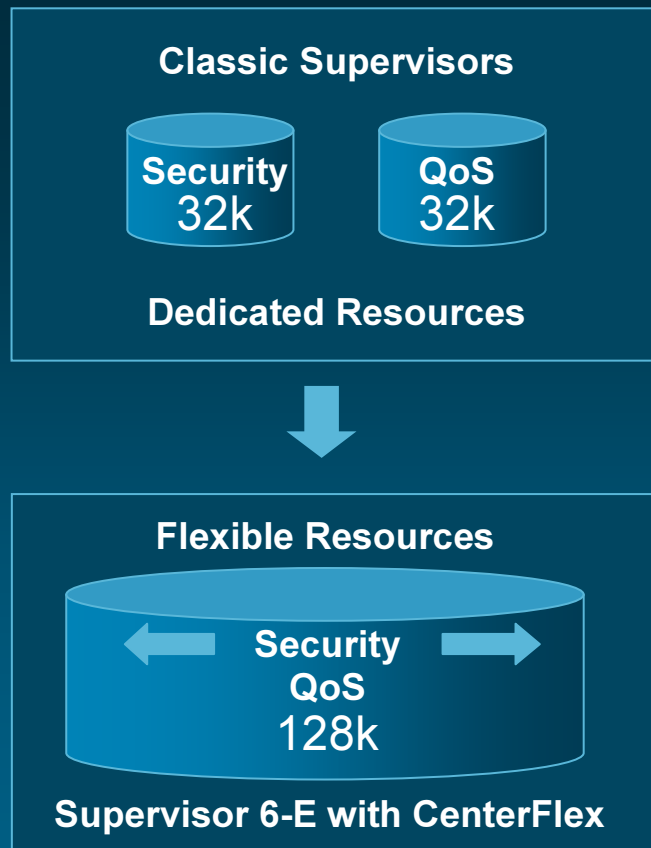 Classic Supervisors
Security
32k
QoS
32k
Dedicated Resources
Flexible Resources
Security
QoS
128k
Supervisor 6-E with CenterFlex